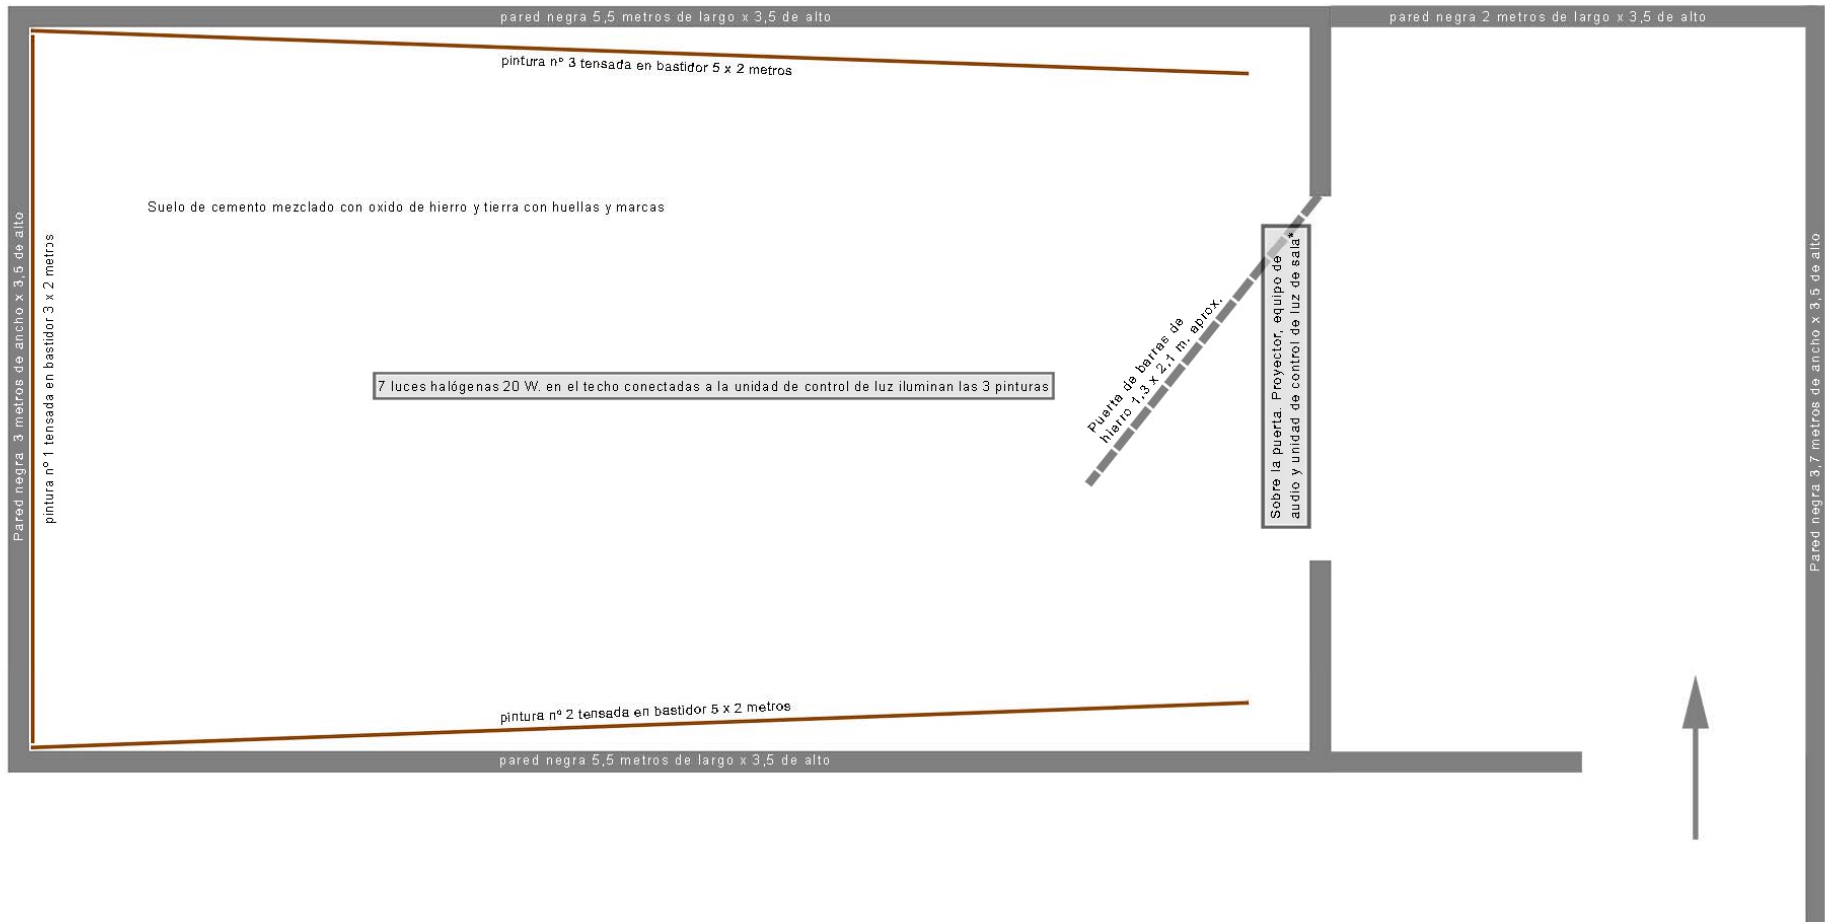 pared negra 5,5 metros de largo x 3,5 de alto
pared negra 2 metros de largo x 3,5 de alto
pintura nº 3 tensada en bastidor 5 x 2 metros
Suelo de cemento mezclado con oxido de hierro y tierra con huellas y marcas
Pared negra 3 metros de ancho x 3,5 de alto
pintura nº 1 tensada en bastidor 3 x 2 metros
7 luces halógenas 20 W. en el techo conectadas a la unidad de control de luz iluminan las 3 pinturas
Puerta de barras de
hierro 1,3 x 2,1 m. aprox.
Sobre la puerta. Proyector, equipo de
audio y unidad de control de luz de sala*
Pared negra 3,7 metros de ancho x 3,5 de alto
pintura nº 2 tensada en bastidor 5 x 2 metros
pared negra 5,5 metros de largo x 3,5 de alto